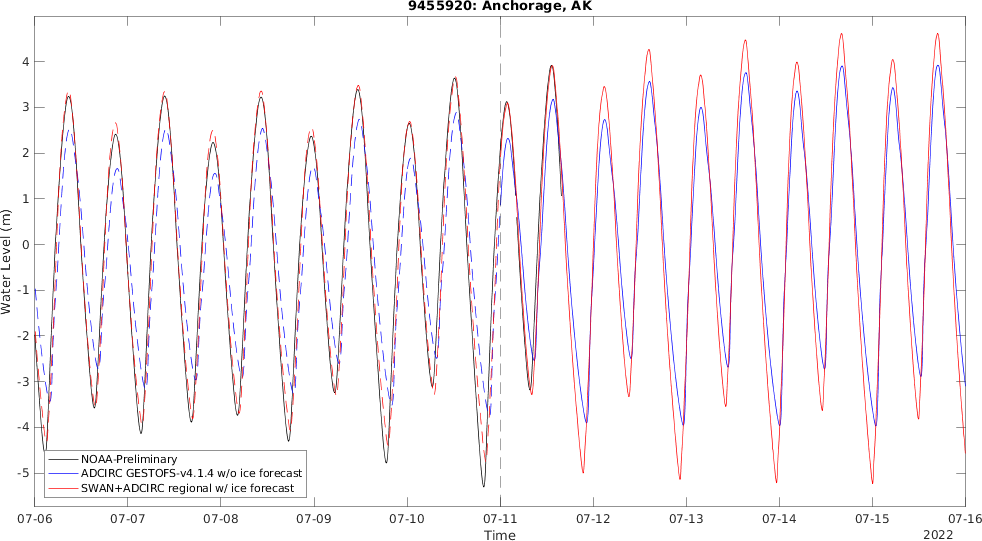 9455920: Anchorage, AK
4
3
2
1
0
-1
-2
-3
-4
-5
Water Level (m)
NOAA-Preliminary
ADCIRC GESTOFS-v4.1.4 w/o ice forecast
SWAN+ADCIRC regional w/ ice forecast
07-06 07-07 07-08 07-09 07-10 07-11 07-12 07-13 07-14 07-15 07-16
Time
2022